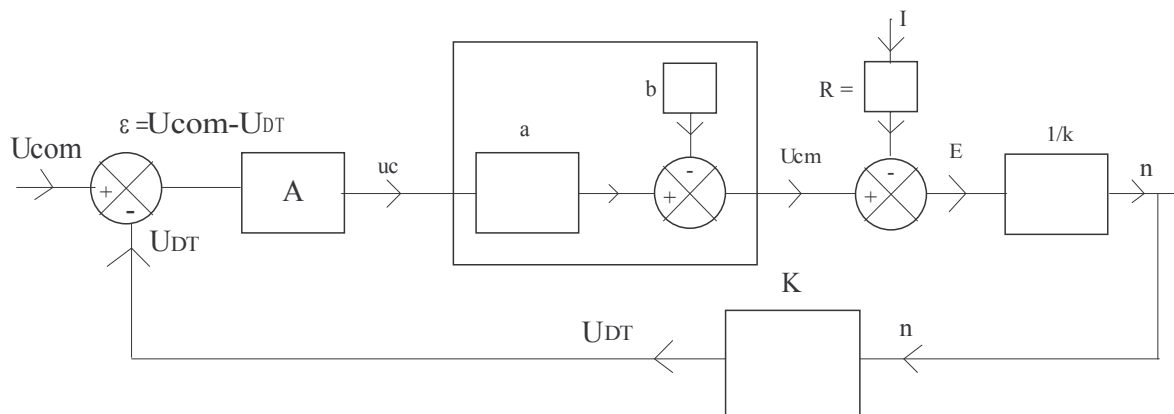 I
b
R =
ε =Ucom-UDT
a
Ucom
uc
Ucm
E
1/k
n
+
-
A
+
-
+
-
UDT
K
UDT
n